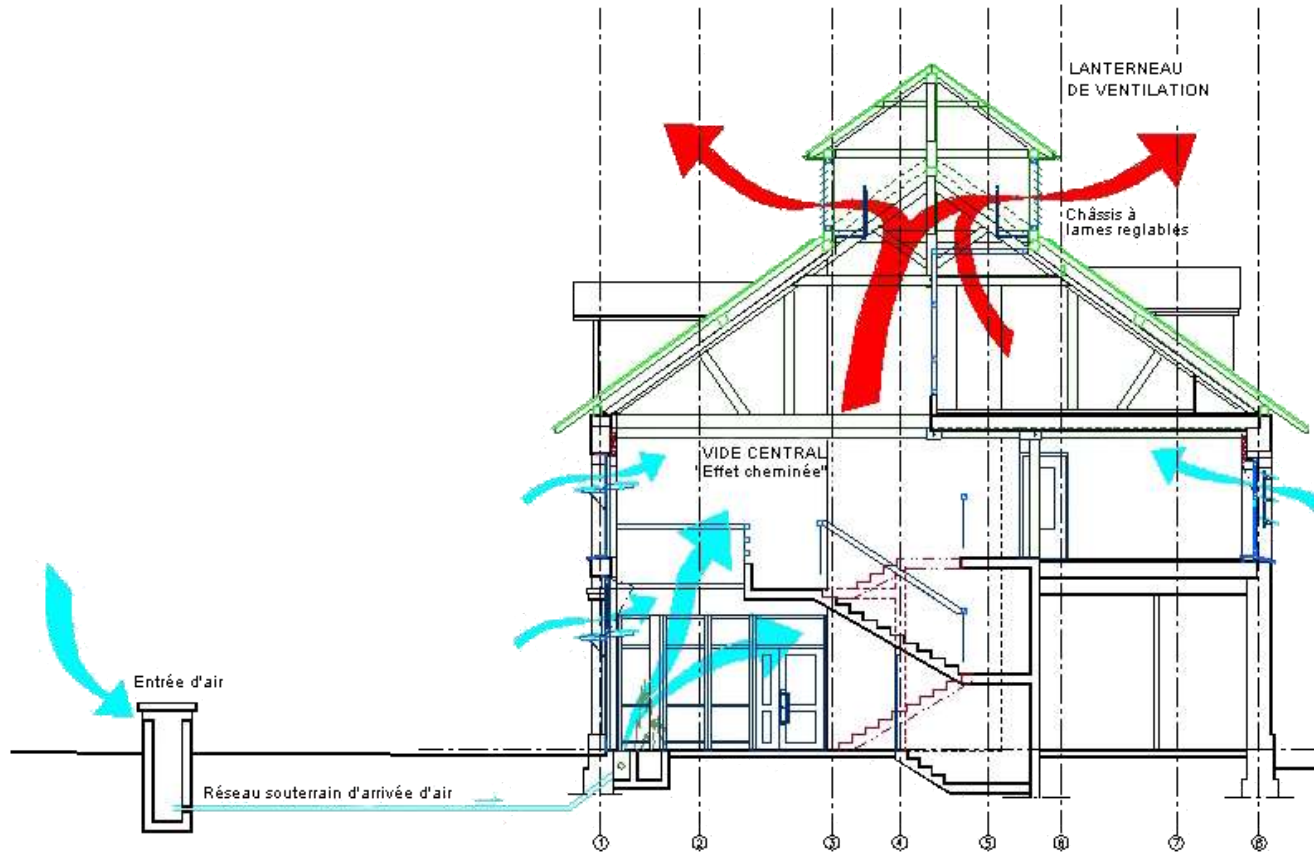 LANTERNEAU
DE VENTILATION
Châssis à
lames reglables
VIDE CENTRAL
"Effet cheminée"
Entrée d'air
Réseau souterrain d'arrivée d'air
1 2 3 4 5 6 7 8